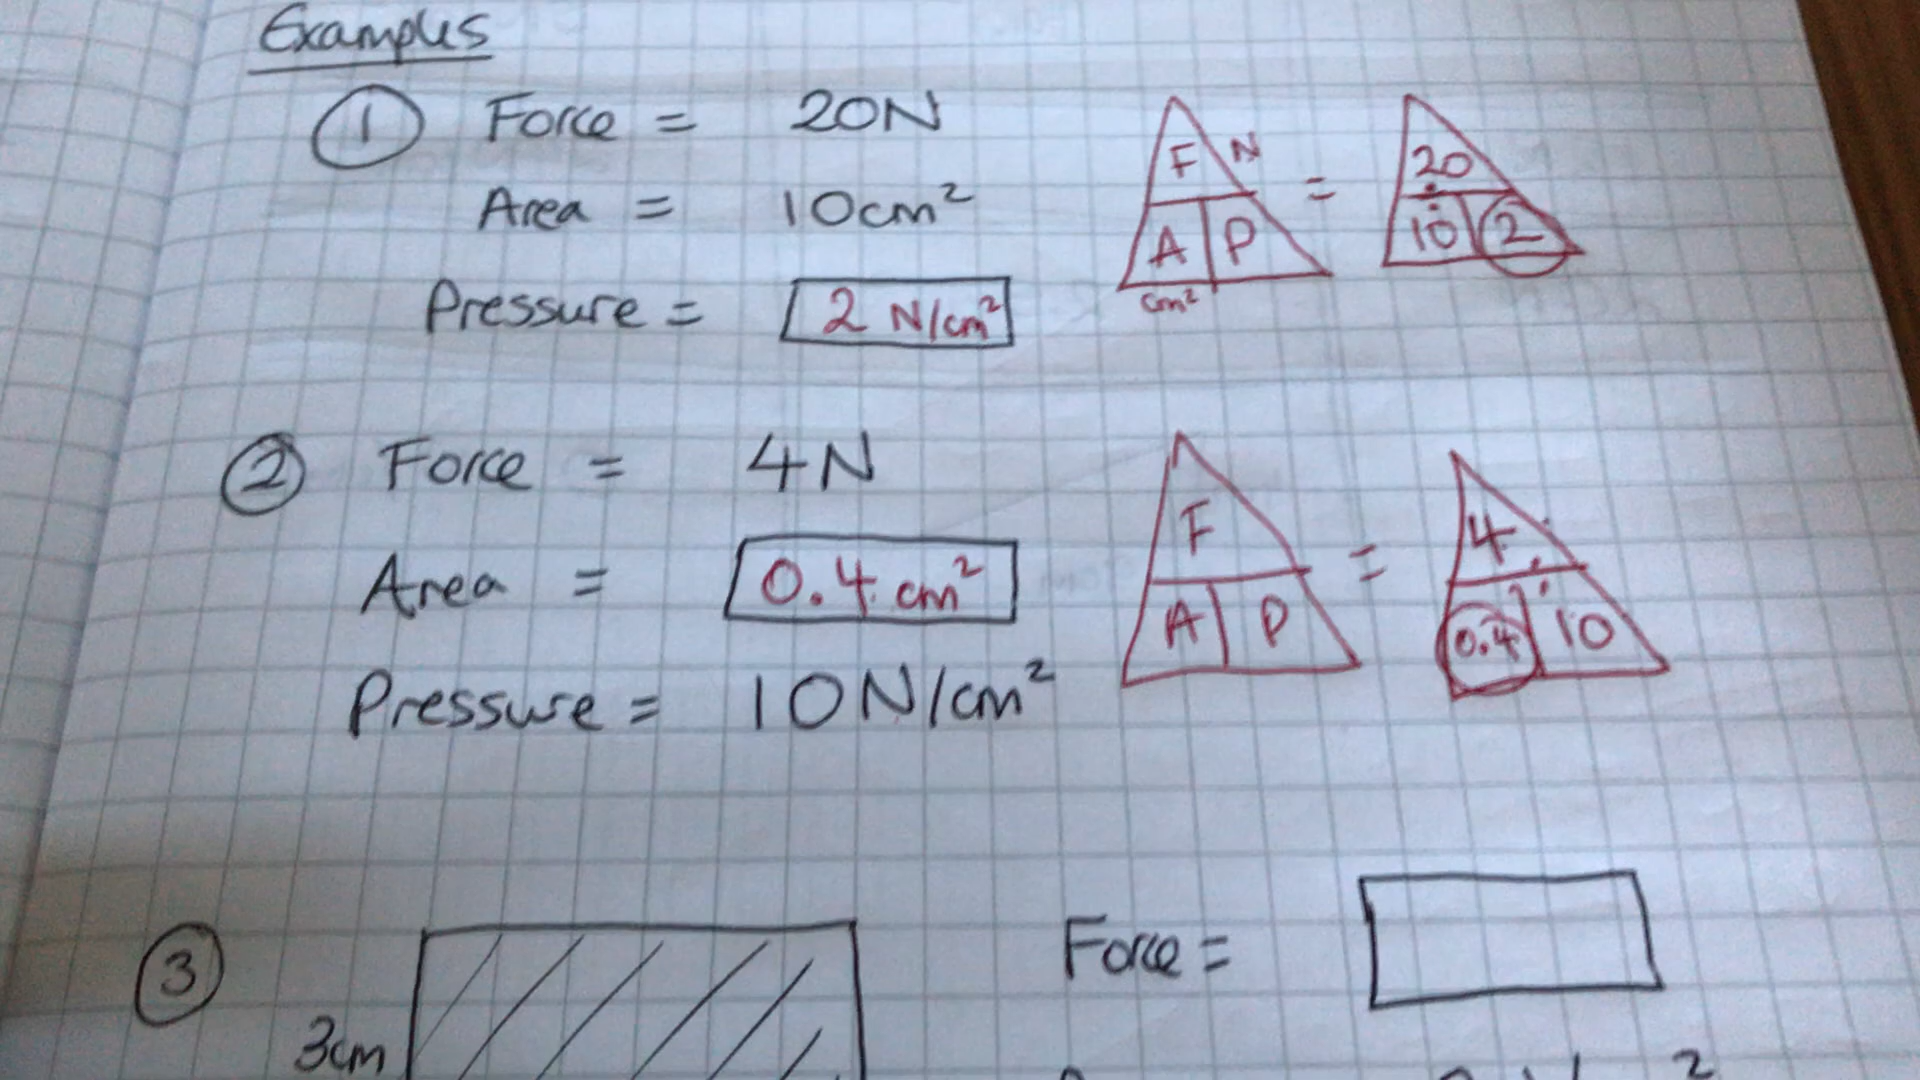 Examples
① Force = 20N
Area = 10cm²
Pressure = 2 N/cm²
F N
A P
cm²
=
20
10 2
② Force = 4N
Area = 0.4 cm²
Pressure = 10N/cm²
F
A P
=
4
0.4 10
③
3cm
Force =